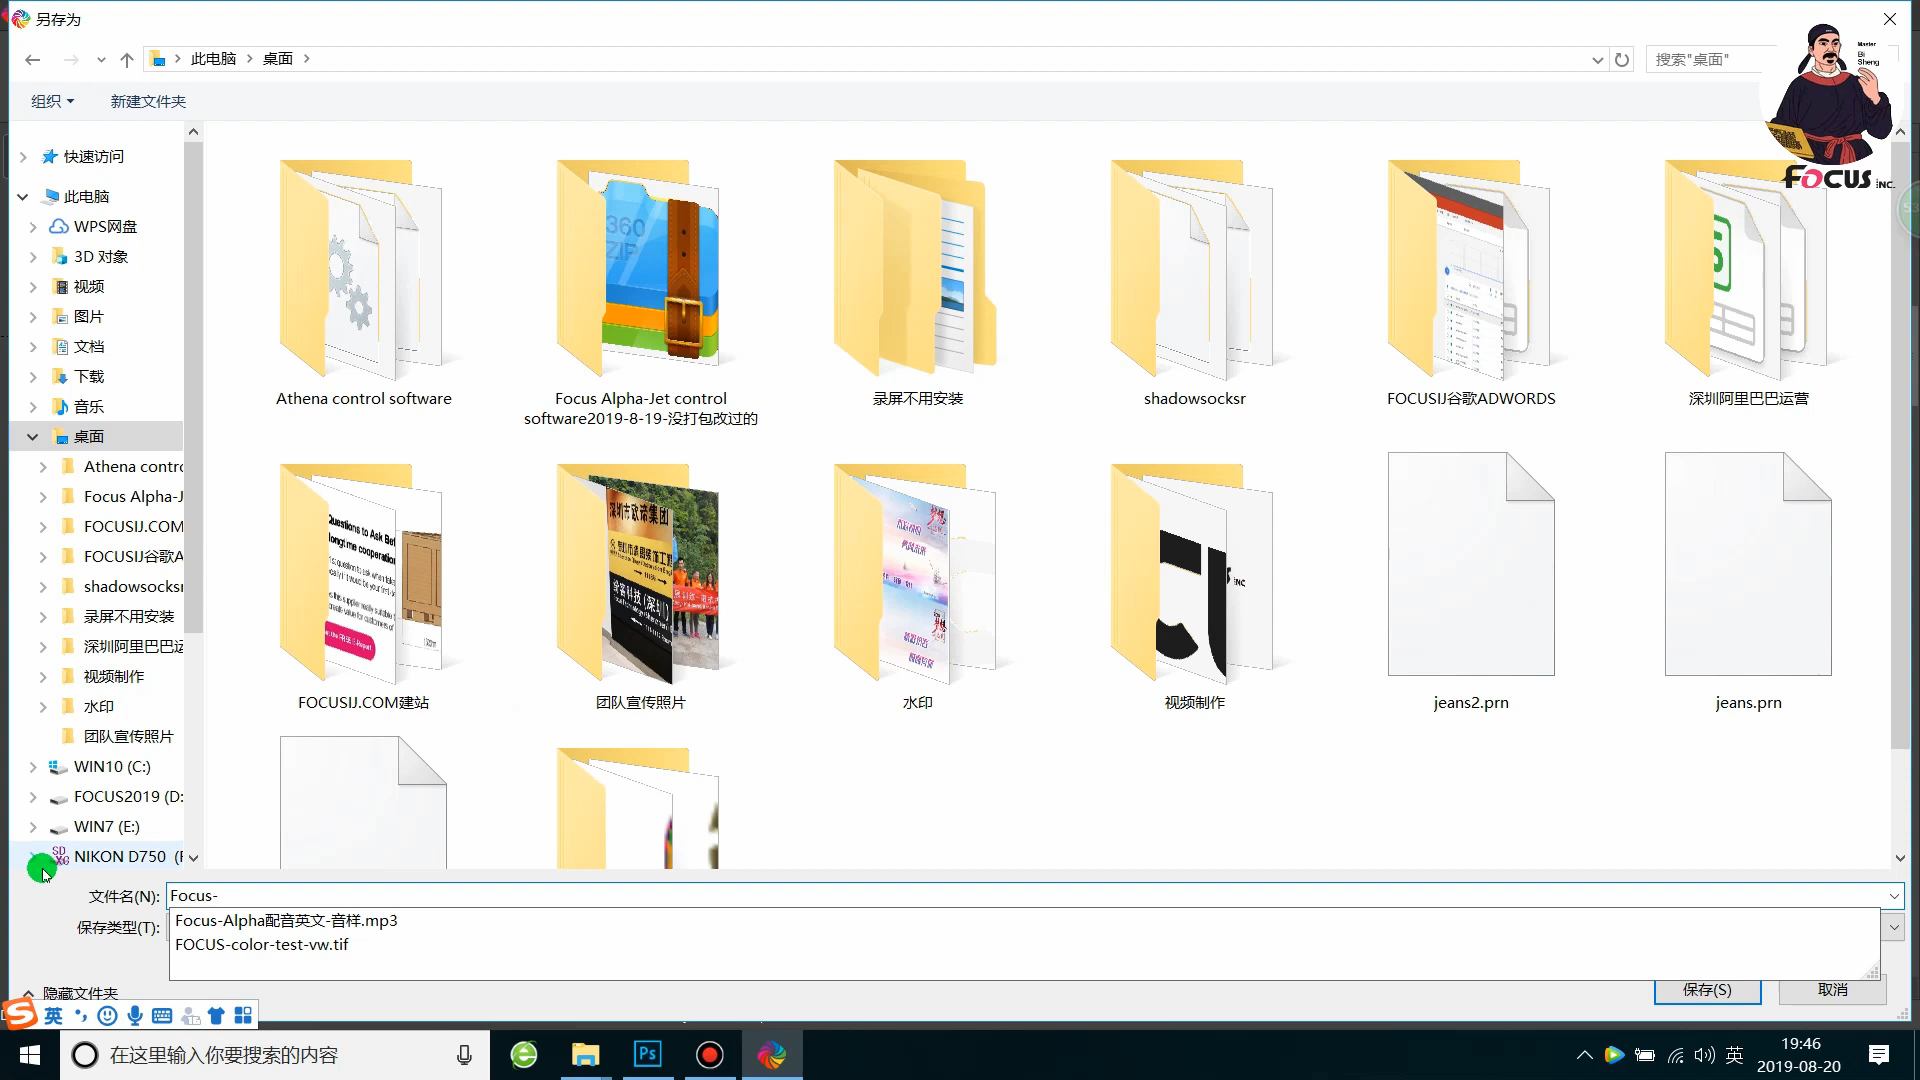 另存为
Master
Bi
Sheng
此电脑
桌面
搜索"桌面"
组织
新建文件夹
FOCUS INC.
快速访问
此电脑
WPS网盘
3D 对象
视频
图片
文档
下载
音乐
桌面
Athena contro
Focus Alpha-J
FOCUSIJ.COM
FOCUSIJ谷歌A
shadowsocksr
录屏不用安装
深圳阿里巴巴运
视频制作
水印
团队宣传照片
WIN10 (C:)
FOCUS2019 (D:
WIN7 (E:)
NIKON D750 (F
360
ZIP
Athena control software
Focus Alpha-Jet control
software2019-8-19-没打包改过的
录屏不用安装
shadowsocksr
FOCUSIJ谷歌ADWORDS
深圳阿里巴巴运营
FOCUSIJ.COM建站
团队宣传照片
水印
视频制作
jeans2.prn
jeans.prn
文件名(N):
Focus-
保存类型(T):
Focus-Alpha配音英文-音样.mp3
FOCUS-color-test-vw.tif
隐藏文件夹
保存(S)
取消
英
在这里输入你要搜索的内容
Ps
英
19:46
2019-08-20